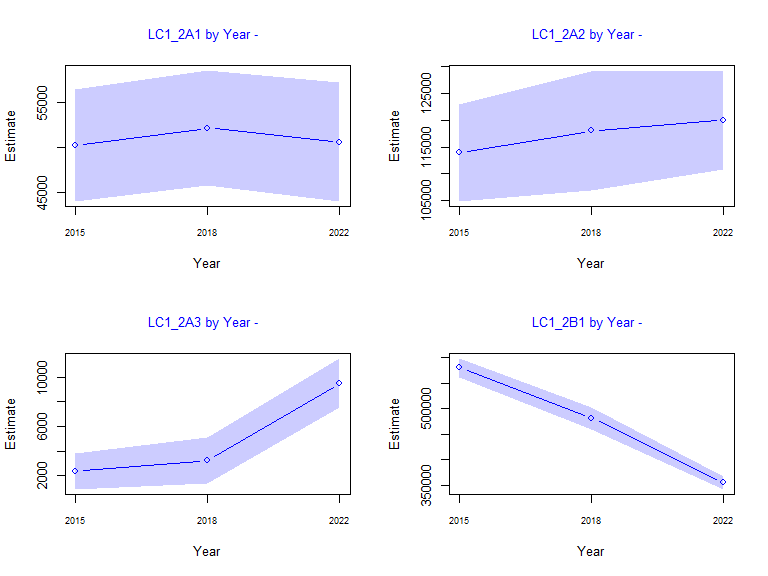 LC1_2A1 by Year -
Estimate
55000
45000
2015
2018
2022
Year
LC1_2A2 by Year -
Estimate
125000
115000
105000
2015
2018
2022
Year
LC1_2A3 by Year -
Estimate
10000
6000
2000
2015
2018
2022
Year
LC1_2B1 by Year -
Estimate
500000
350000
2015
2018
2022
Year